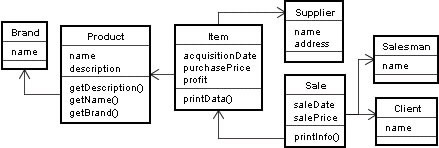 Brand
name
Product
name
description
getDescription()
getName()
getBrand()
Item
acquisitionDate
purchasePrice
profit
printData()
Supplier
name
address
Sale
saleDate
salePrice
printInfo()
Salesman
name
Client
name